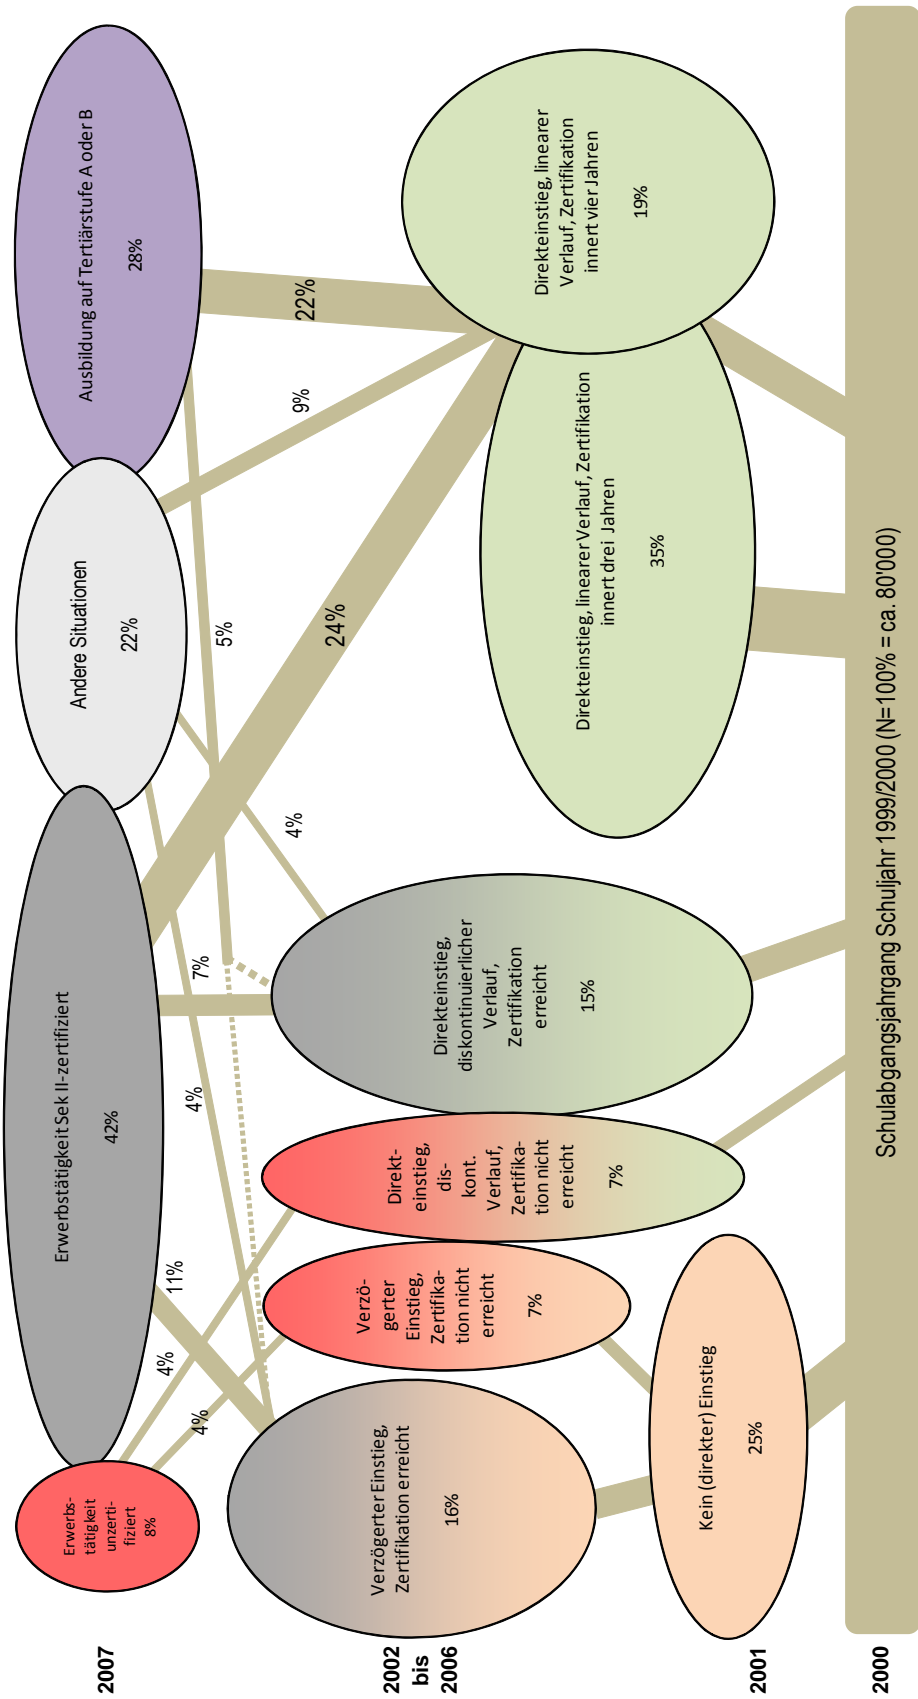 2007
Erwerbs-
tätigkeit
unzerti-
fiziert
8%
Erwerbstätigkeit Sek II-zertifiziert
42%
Andere Situationen
22%
Ausbildung auf Tertiärstufe A oder B
28%
4%
4%
11%
4%
7%
4%
5%
24%
9%
22%
2002
bis
2006
Verzögerter Einstieg,
Zertifikation erreicht
16%
Verzö-
gerter
Einstieg,
Zertifika-
tion nicht
erreicht
7%
Direkt-
einstieg,
dis-
kont.
Verlauf,
Zertifika-
tion nicht
erreicht
7%
Direkteinstieg,
diskontinuierlicher
Verlauf,
Zertifikation
erreicht
15%
Direkteinstieg, linearer Verlauf, Zertifikation
innert drei Jahren
35%
Direkteinstieg, linearer
Verlauf, Zertifikation
innert vier Jahren
19%
2001
Kein (direkter) Einstieg
25%
2000
Schulabgangsjahrgang Schuljahr 1999/2000 (N=100% = ca. 80'000)